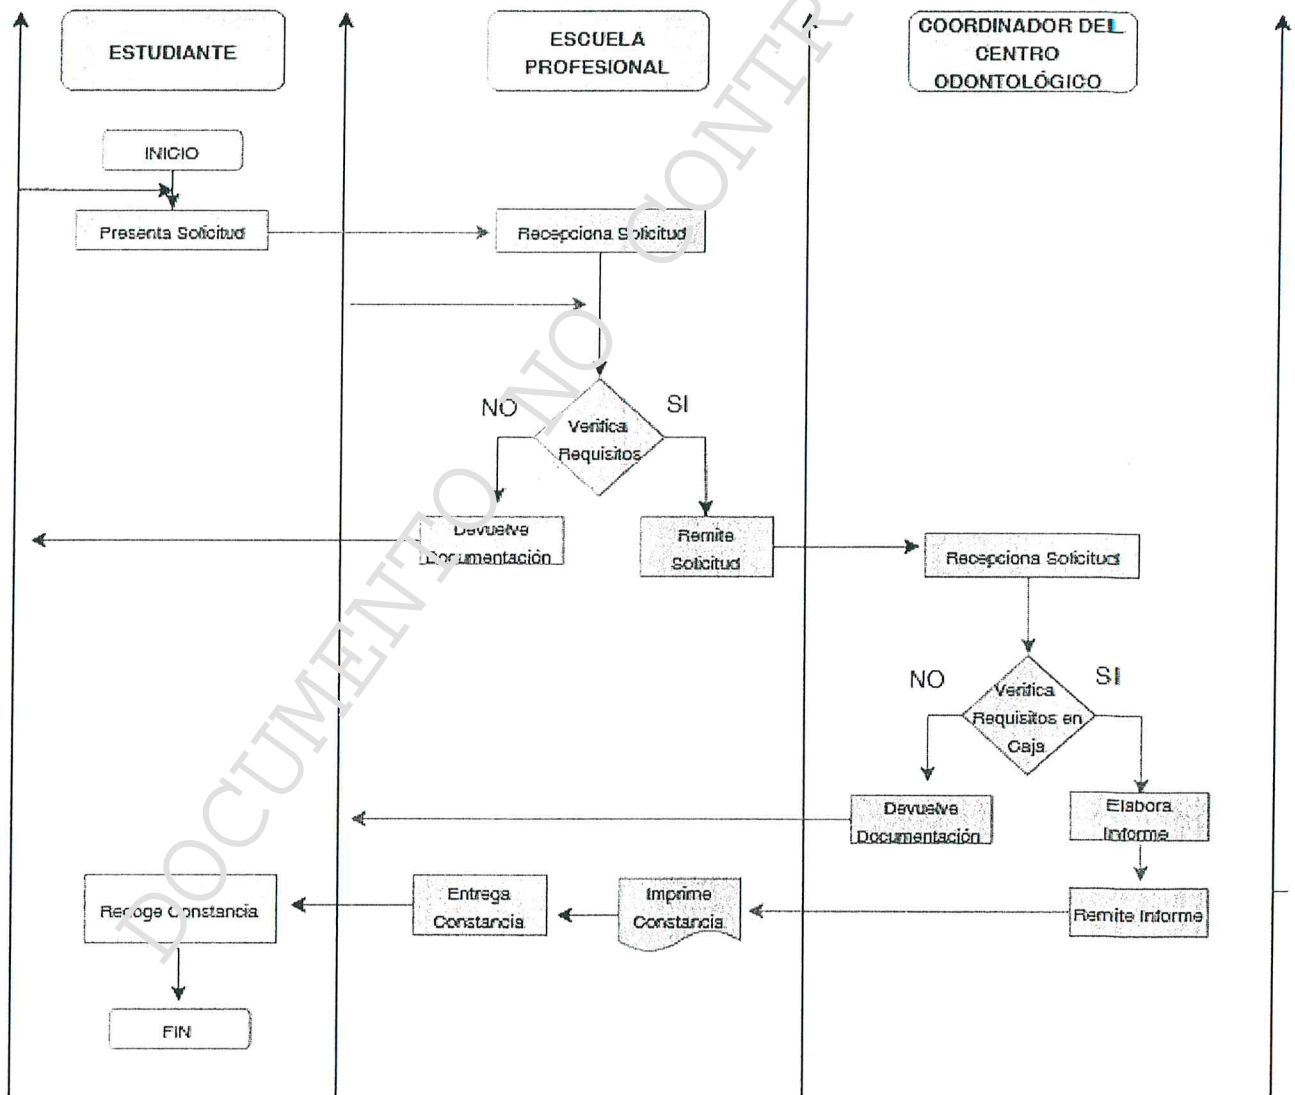 ESTUDIANTE
ESCUELA
PROFESIONAL
COORDINADOR DEL
CENTRO
ODONTOLÓGICO
INICIO
Presenta Solicitud
Recepciona Solicitud
NO
SI
Verifica
Requisitos
Devuelve
Documentación
Remite
Solicitud
Recepciona Solicitud
NO
SI
Verifica
Requisitos en
Caja
Devuelve
Documentación
Elabora
Informe
Recoge Constancia
Entrega
Constancia
Imprime
Constancia
Remite Informe
FIN
DOCUMENTO NO CONTR